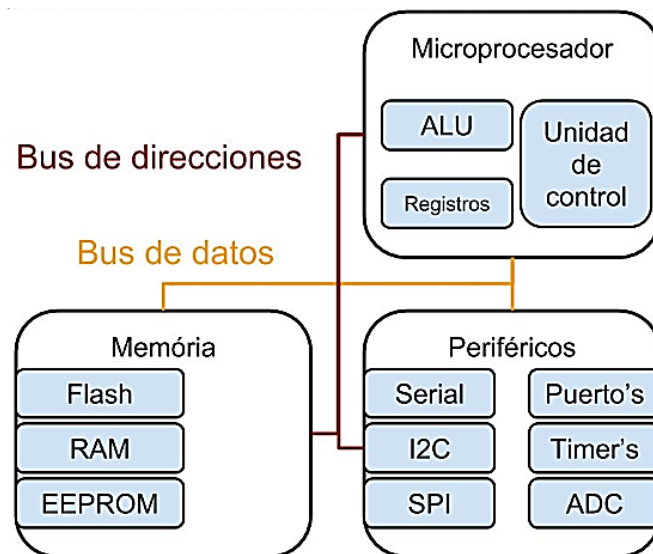 Microprocesador
ALU
Unidad
de
control
Registros
Bus de direcciones
Bus de datos
Memória
Flash
RAM
EEPROM
Periféricos
Serial
Puerto's
I2C
Timer's
SPI
ADC